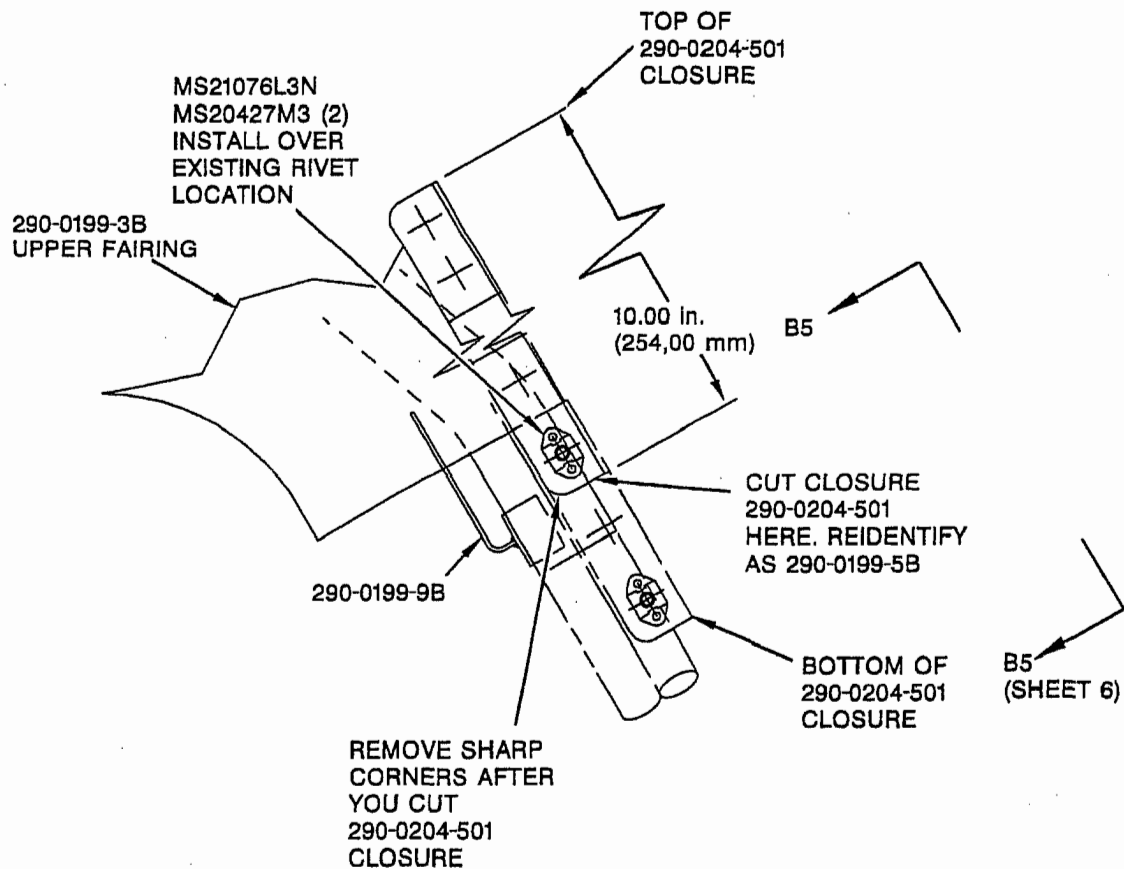 TOP OF
290-0204-501
CLOSURE
MS21076L3N
MS20427M3 (2)
INSTALL OVER
EXISTING RIVET
LOCATION
290-0199-3B
UPPER FAIRING
10.00 in.
(254,00 mm)
B5
CUT CLOSURE
290-0204-501
HERE. REIDENTIFY
AS 290-0199-5B
290-0199-9B
BOTTOM OF
290-0204-501
CLOSURE
B5
(SHEET 6)
REMOVE SHARP
CORNERS AFTER
YOU CUT
290-0204-501
CLOSURE